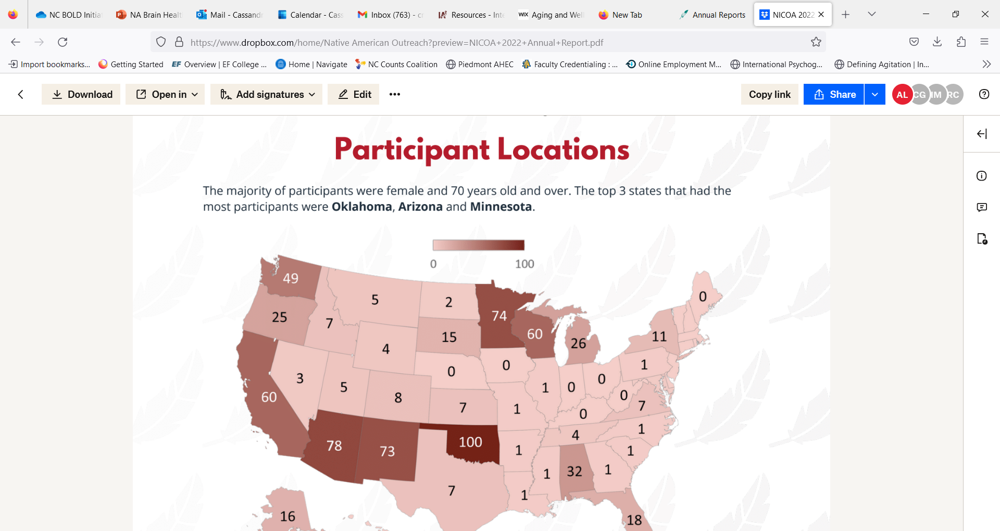 NC BOLD Initia
NA Brain Healt
Mail - Cassand
Calendar - Cass
Inbox (763) - c
Resources - Inte
WIX Aging and Well
New Tab
Annual Reports
NICOA 2022
https://www.dropbox.com/home/Native American Outreach?preview=NICOA+2022+Annual+Report.pdf
Import bookmarks...
Getting Started
EF Overview | EF College ...
Home | Navigate
NC Counts Coalition
Piedmont AHEC
Faculty Credentialing : ...
Online Employment M...
International Psychog...
Defining Agitation | In...
Download
Open in
Add signatures
Edit
Copy link
Share
AL
CG
IM
RC
Participant Locations
The majority of participants were female and 70 years old and over. The top 3 states that had the
most participants were Oklahoma, Arizona and Minnesota.
0 100
49
5
2
0
25
7
74
15
60
11
26
4
0
0
1
3
5
8
1
0
0
0
60
7
1
0
7
4
1
78
73
100
1
1
7
1
1
32
1
16
18